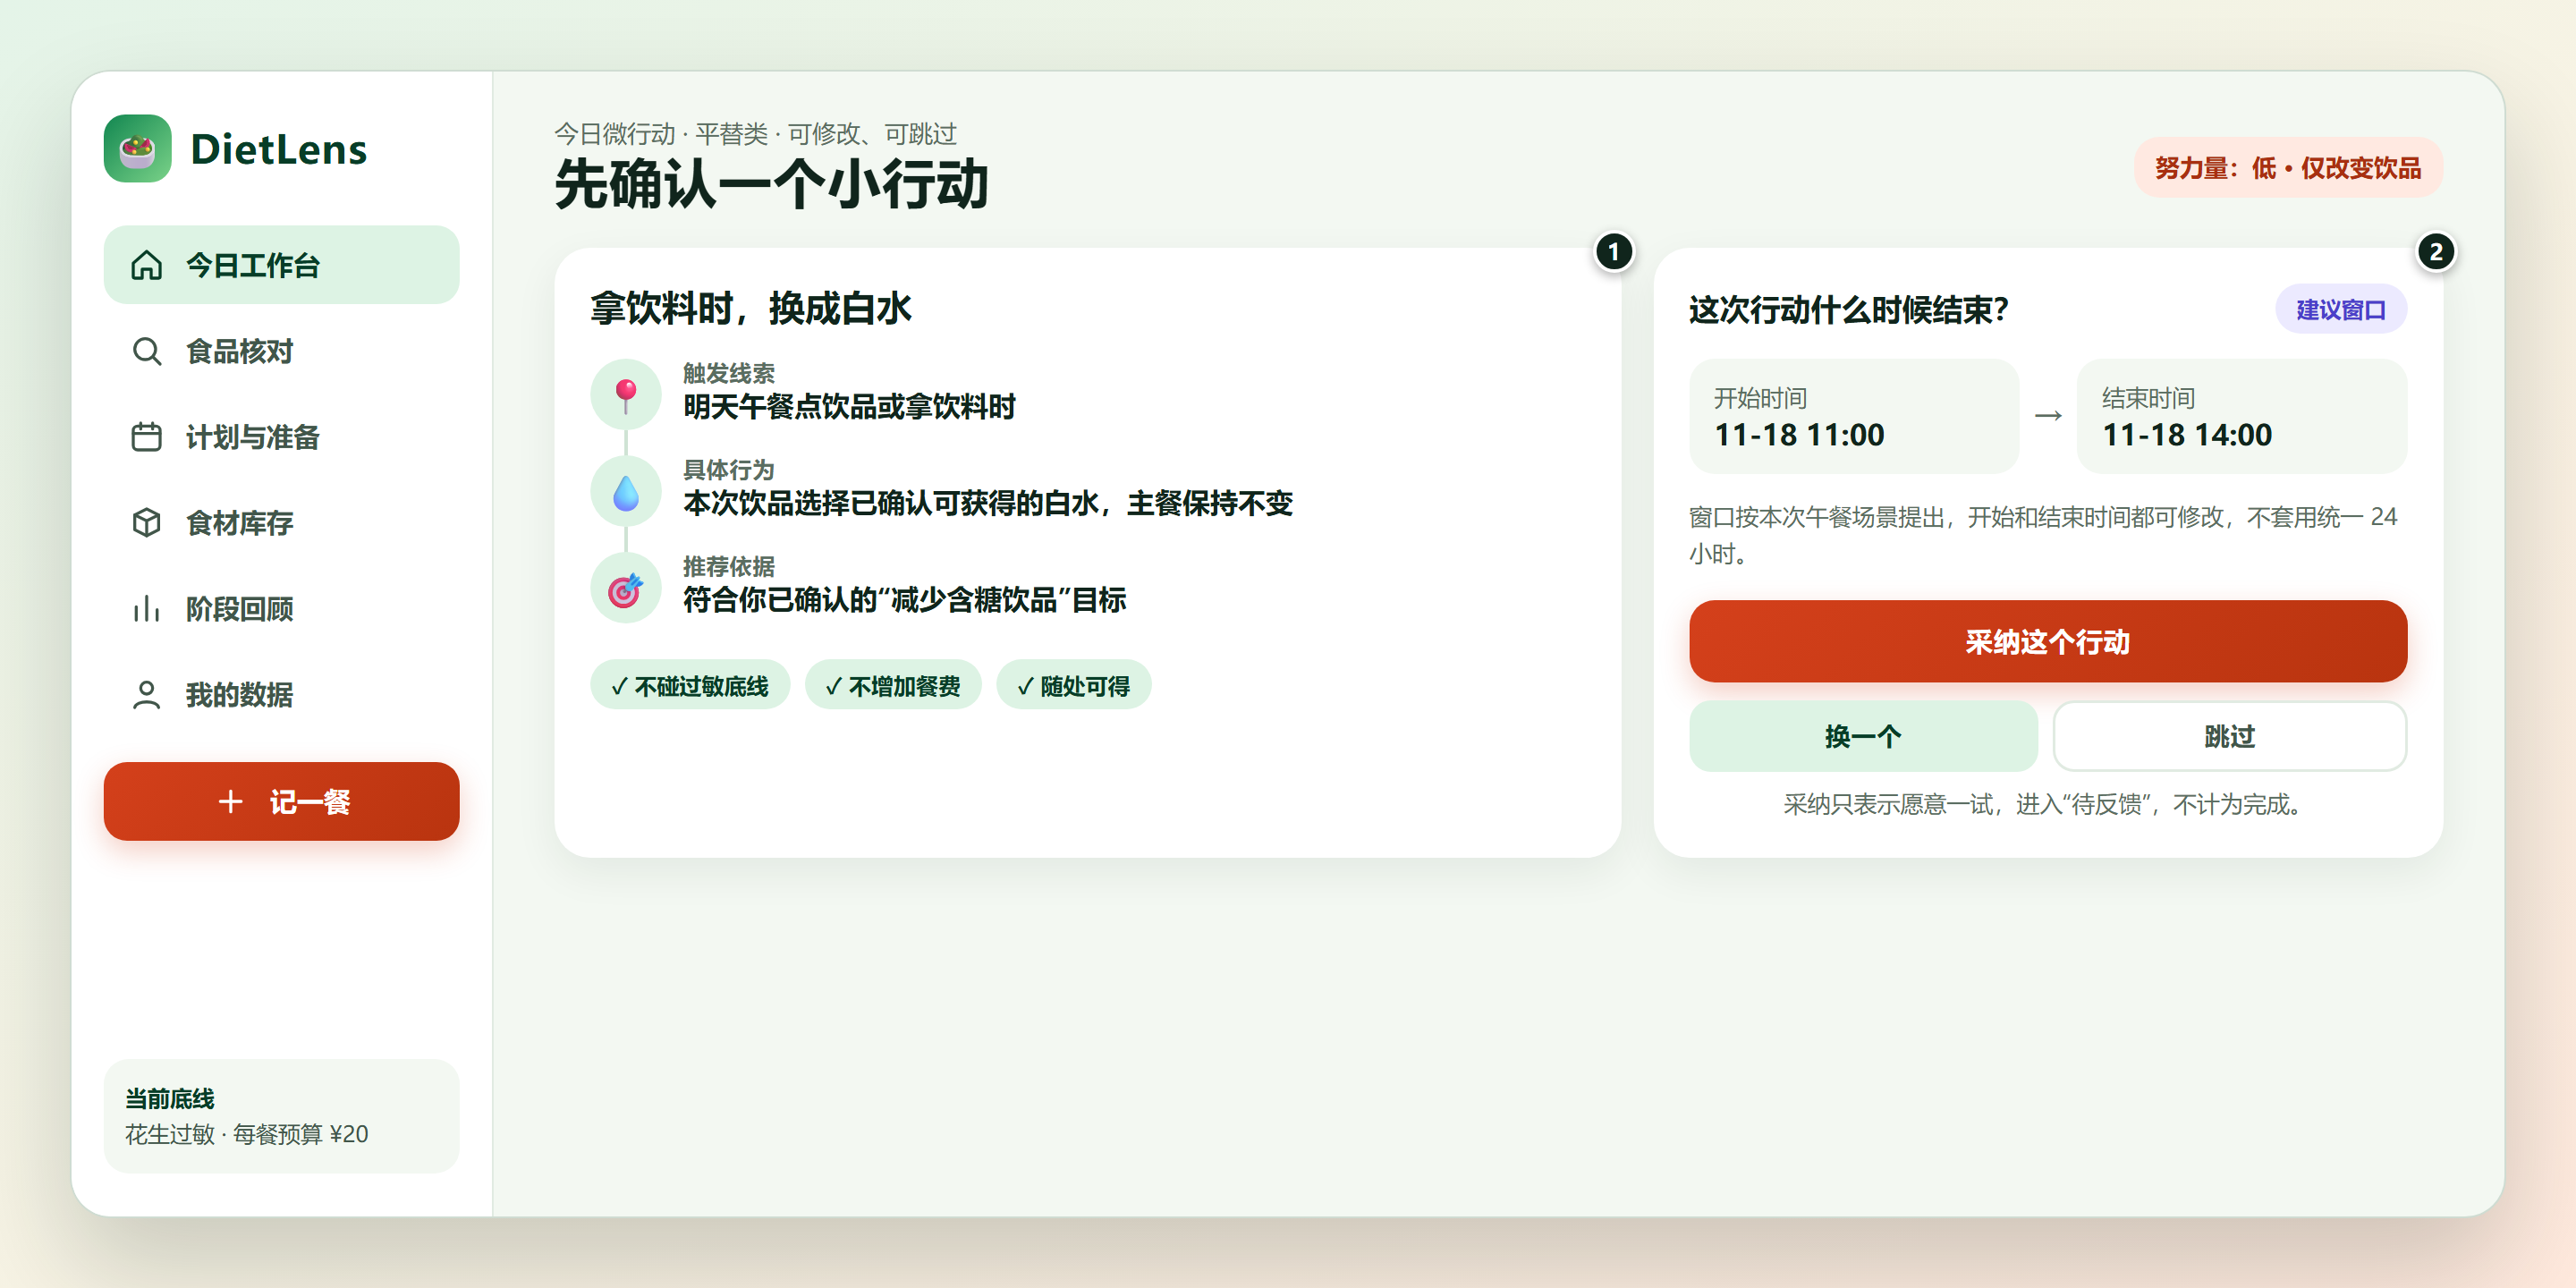 DietLens
今日工作台
食品核对
计划与准备
食材库存
阶段回顾
我的数据
记一餐
当前底线
花生过敏 · 每餐预算 ¥20
今日微行动 · 平替类 · 可修改、可跳过
先确认一个小行动
努力量：低 • 仅改变饮品
1
拿饮料时，换成白水
触发线索
明天午餐点饮品或拿饮料时
具体行为
本次饮品选择已确认可获得的白水，主餐保持不变
推荐依据
符合你已确认的“减少含糖饮品”目标
✓ 不碰过敏底线
✓ 不增加餐费
✓ 随处可得
2
这次行动什么时候结束？
建议窗口
开始时间
11-18 11:00
→
结束时间
11-18 14:00
窗口按本次午餐场景提出，开始和结束时间都可修改，不套用统一 24
小时。
采纳这个行动
换一个
跳过
采纳只表示愿意一试，进入“待反馈”，不计为完成。